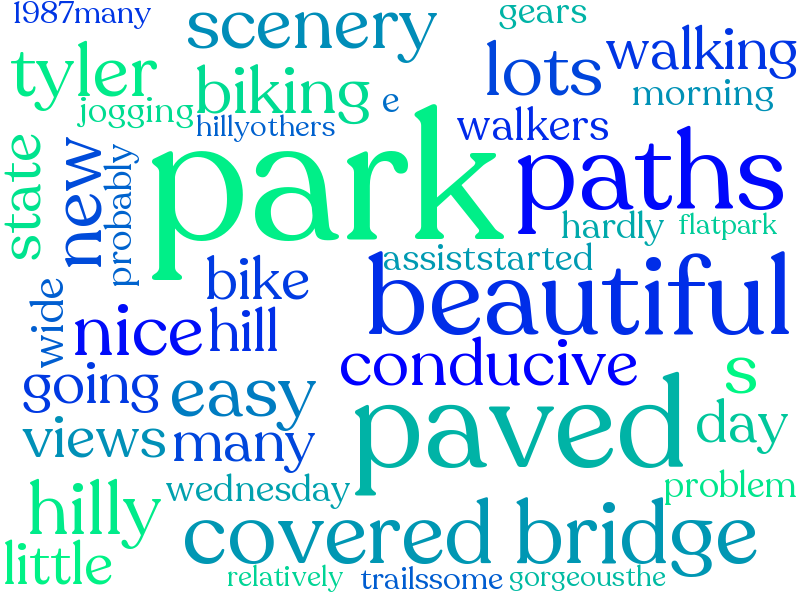 1987many
scenery
gears
tyler
biking
e
lots
walking
jogging
morning
hillyothers
walkers
state
new
probably
park
paths
hardly
flatpark
assiststarted
wide
bike
beautiful
nice
hill
conducive
going
easy
s
views
many
paved
day
hilly
wednesday
problem
covered bridge
little
relatively
trailssome
gorgeousthe